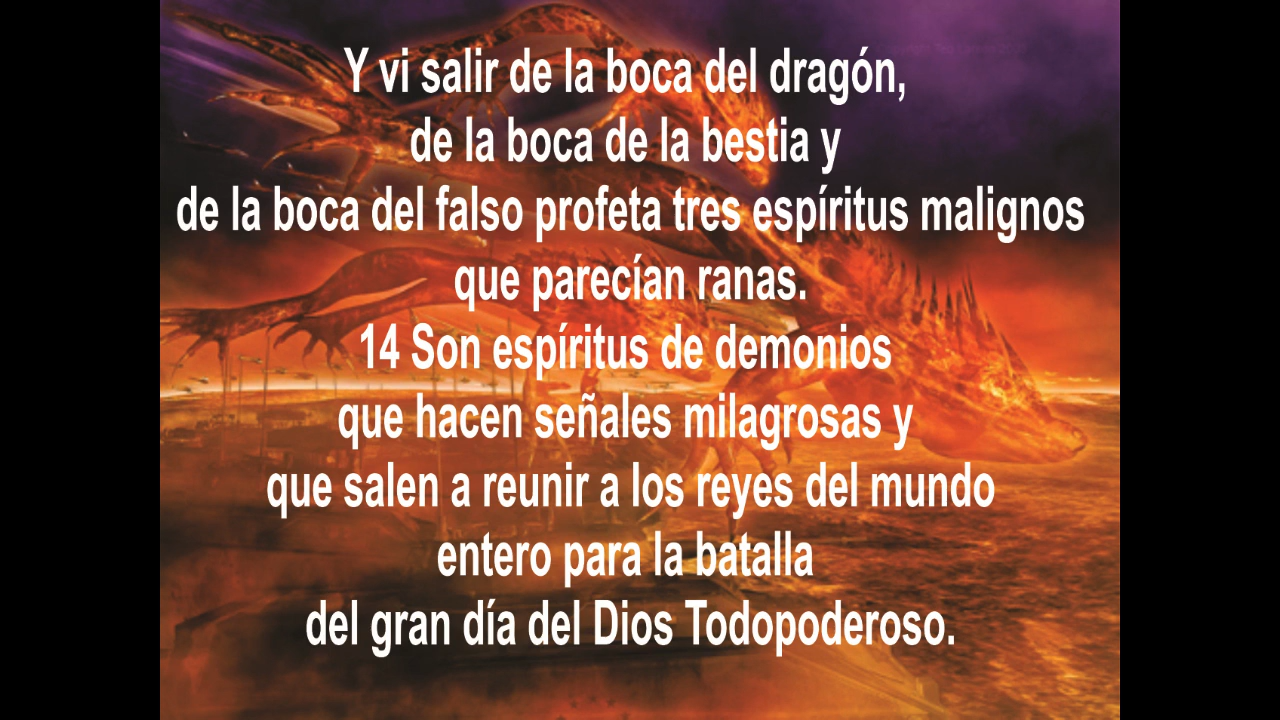 Y vi salir de la boca del dragón,
de la boca de la bestia y
de la boca del falso profeta tres espíritus malignos
que parecían ranas.
14 Son espíritus de demonios
que hacen señales milagrosas y
que salen a reunir a los reyes del mundo
entero para la batalla
del gran día del Dios Todopoderoso.